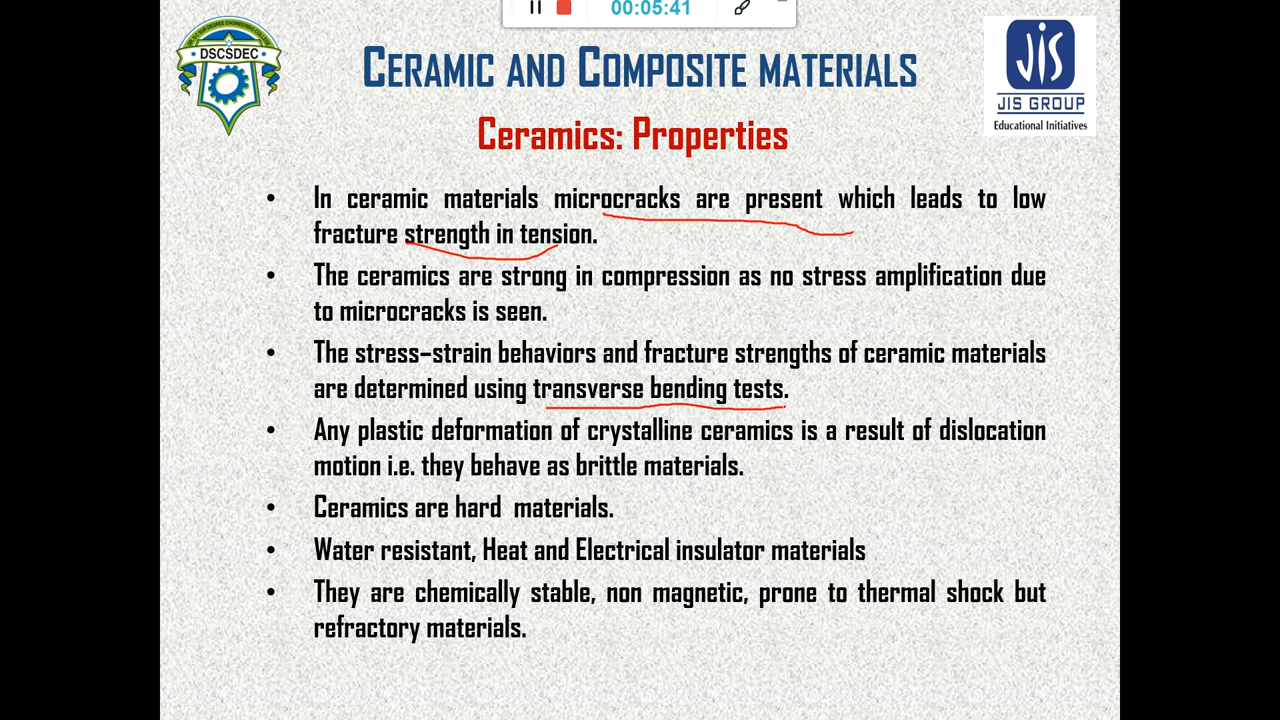 00:05:41
DSCSDEC
CERAMIC AND COMPOSITE MATERIALS
JiS
JIS GROUP
Educational Initiatives
Ceramics: Properties
• In ceramic materials microcracks are present which leads to low
fracture strength in tension.
• The ceramics are strong in compression as no stress amplification due
to microcracks is seen.
• The stress–strain behaviors and fracture strengths of ceramic materials
are determined using transverse bending tests.
• Any plastic deformation of crystalline ceramics is a result of dislocation
motion i.e. they behave as brittle materials.
• Ceramics are hard materials.
• Water resistant, Heat and Electrical insulator materials
• They are chemically stable, non magnetic, prone to thermal shock but
refractory materials.